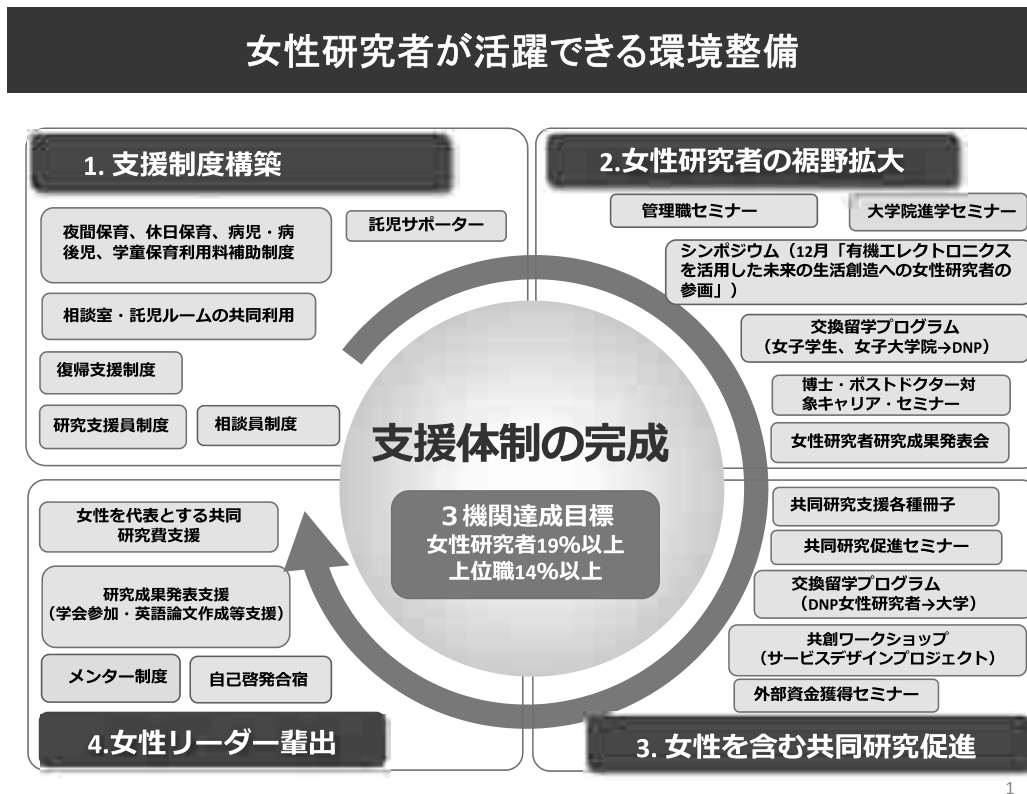 女性研究者が活躍できる環境整備
1. 支援制度構築
夜間保育、休日保育、病児・病
後児、学童保育利用料補助制度
託児サポーター
相談室・託児ルームの共同利用
復帰支援制度
研究支援員制度
相談員制度
2.女性研究者の裾野拡大
管理職セミナー
大学院進学セミナー
シンポジウム（12月「有機エレクトロニクス
を活用した未来の生活創造への女性研究者の
参画」）
交換留学プログラム
（女子学生、女子大学院→DNP）
博士・ポストドクター対
象キャリア・セミナー
女性研究者研究成果発表会
支援体制の完成
３機関達成目標
女性研究者19%以上
上位職14%以上
共同研究支援各種冊子
共同研究促進セミナー
交換留学プログラム
（DNP女性研究者→大学）
共創ワークショップ
（サービスデザインプロジェクト）
外部資金獲得セミナー
3. 女性を含む共同研究促進
女性を代表とする共同
研究費支援
研究成果発表支援
（学会参加・英語論文作成等支援）
メンター制度
自己啓発合宿
4.女性リーダー輩出
1